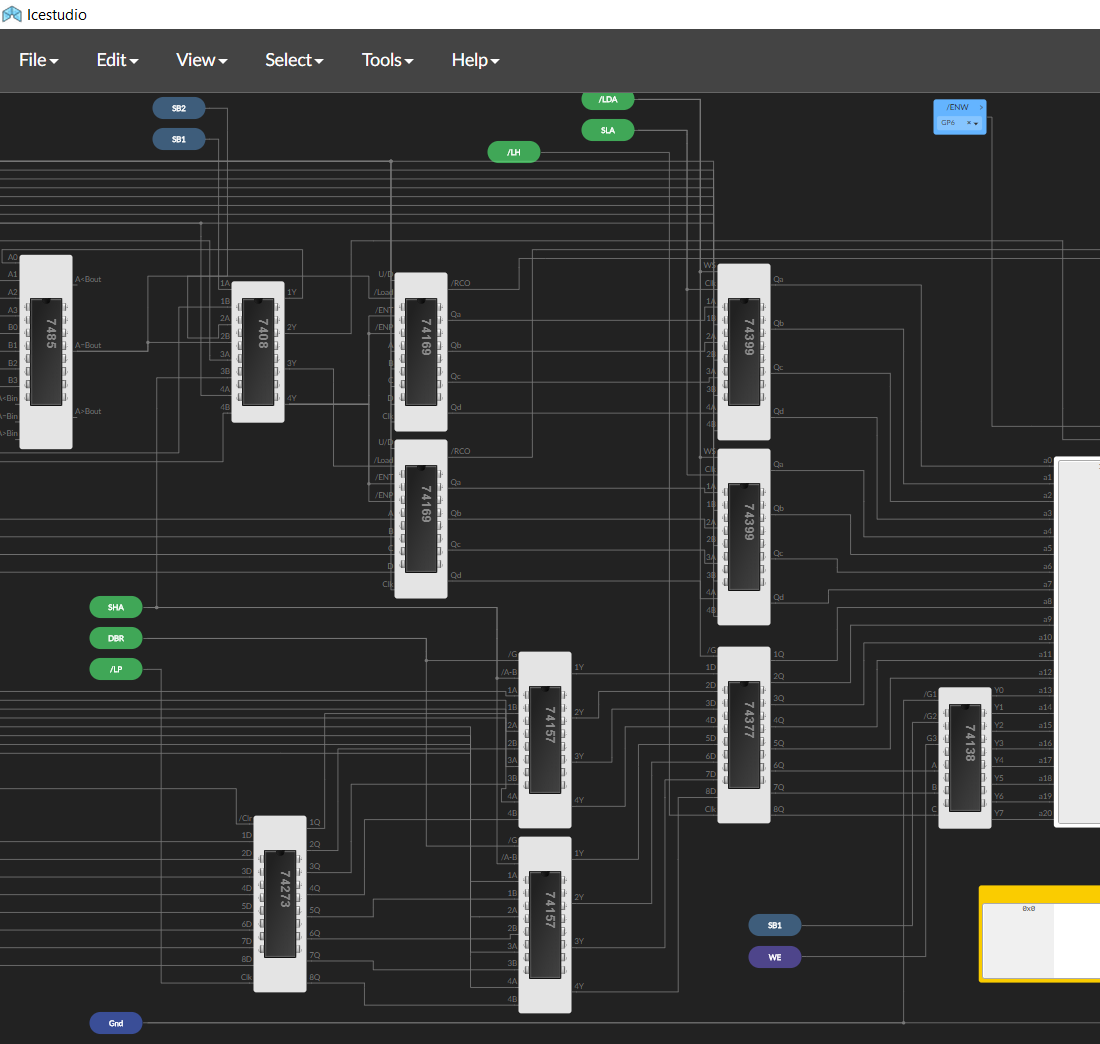 Icestudio
File Edit View Select Tools Help
SB2
SB1
/LDA
SLA
/LH
/ENW
GP6
A0
A1
A2
A3
B0
B1
B2
B3
A<Bin
A=Bin
A>Bin
7485
A<Bout
A=Bout
A>Bout
1A
1B
2A
2B
3A
3B
4A
4B
7408
1Y
2Y
3Y
4Y
U/D
/Load
/ENT
/ENP
A
B
C
D
Clk
74169
/RCO
Qa
Qb
Qc
Qd
U/D
/Load
/ENT
/ENP
A
B
C
D
Clk
74169
/RCO
Qa
Qb
Qc
Qd
WS
Clk
1A
1B
2A
2B
3A
3B
4A
4B
74399
Qa
Qb
Qc
Qd
WS
Clk
1A
1B
2A
2B
3A
3B
4A
4B
74399
Qa
Qb
Qc
Qd
a0
a1
a2
a3
a4
a5
a6
a7
a8
a9
a10
a11
a12
a13
a14
a15
a16
a17
a18
a19
a20
SHA
DBR
/LP
/G
/A-B
1A
1B
2A
2B
3A
3B
4A
4B
74157
1Y
2Y
3Y
4Y
/G
1D
2D
3D
4D
5D
6D
7D
8D
Clk
74377
1Q
2Q
3Q
4Q
5Q
6Q
7Q
8Q
/G1
/G2
G3
A
B
C
74138
Y0
Y1
Y2
Y3
Y4
Y5
Y6
Y7
/Clr
1D
2D
3D
4D
5D
6D
7D
8D
Clk
74273
1Q
2Q
3Q
4Q
5Q
6Q
7Q
8Q
/G
/A-B
1A
1B
2A
2B
3A
3B
4A
4B
74157
1Y
2Y
3Y
4Y
SB1
WE
0x0
Gnd